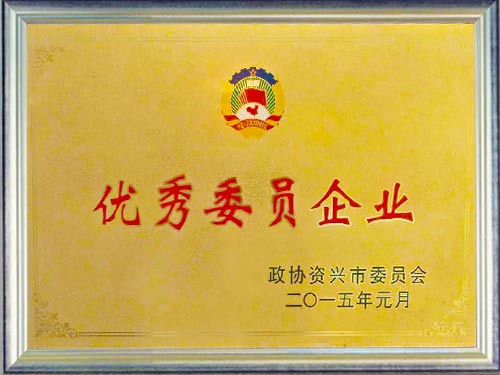 优秀委员企业
政协资兴市委员会
二〇一五年元月